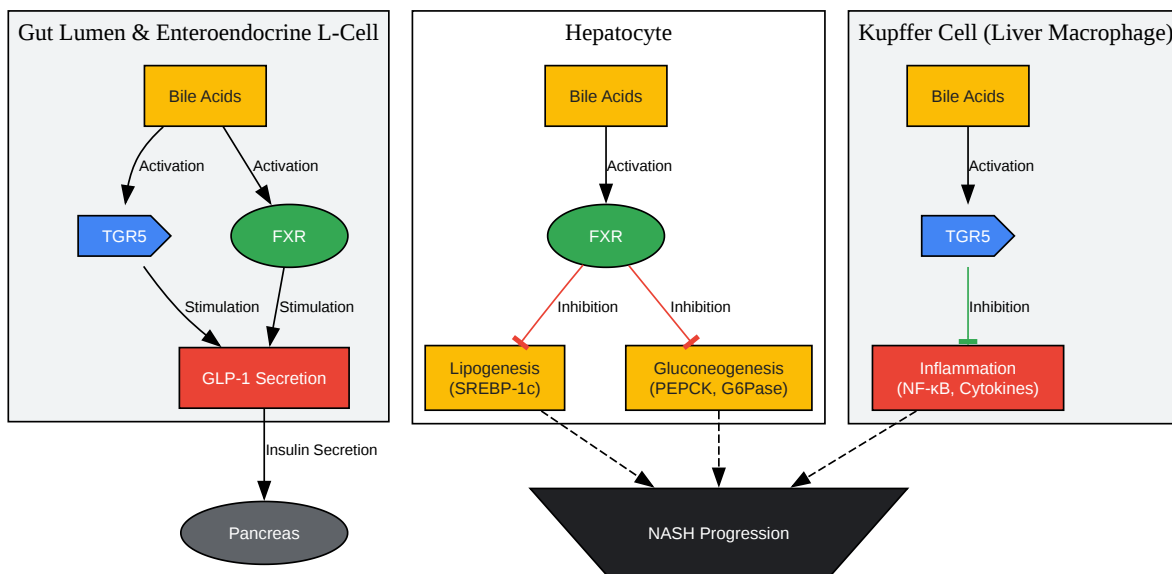 Gut Lumen & Enteroendocrine L-Cell
Bile Acids
Activation
Activation
TGR5
FXR
Stimulation
Stimulation
GLP-1 Secretion
Insulin Secretion
Pancreas
Hepatocyte
Bile Acids
Activation
FXR
Inhibition
Inhibition
Lipogenesis
(SREBP-1c)
Gluconeogenesis
(PEPCK, G6Pase)
Kupffer Cell (Liver Macrophage)
Bile Acids
Activation
TGR5
Inhibition
Inflammation
(NF-κB, Cytokines)
NASH Progression